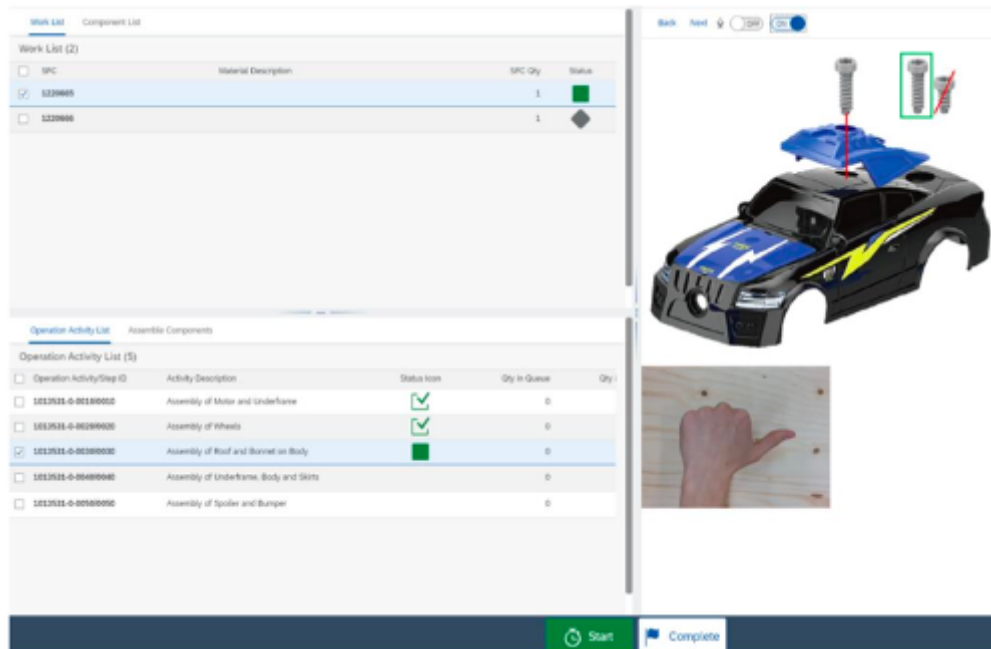 Work List Component List
Back Next OFF ON
Work List (2)
SFC Material Description SFC Qty Status
1220665 1
1220666 1
Operation Activity List Assemble Components
Operation Activity List (5)
Operation Activity/Step ID Activity Description Status Icon Qty in Queue Qty
Assembly of Motor and Underframe 0
Assembly of Wheels 0
Assembly of Roof and Bonnet on Body 0
Assembly of Underframe, Body and Skirts 0
Assembly of Spoiler and Bumper 0
Start Complete